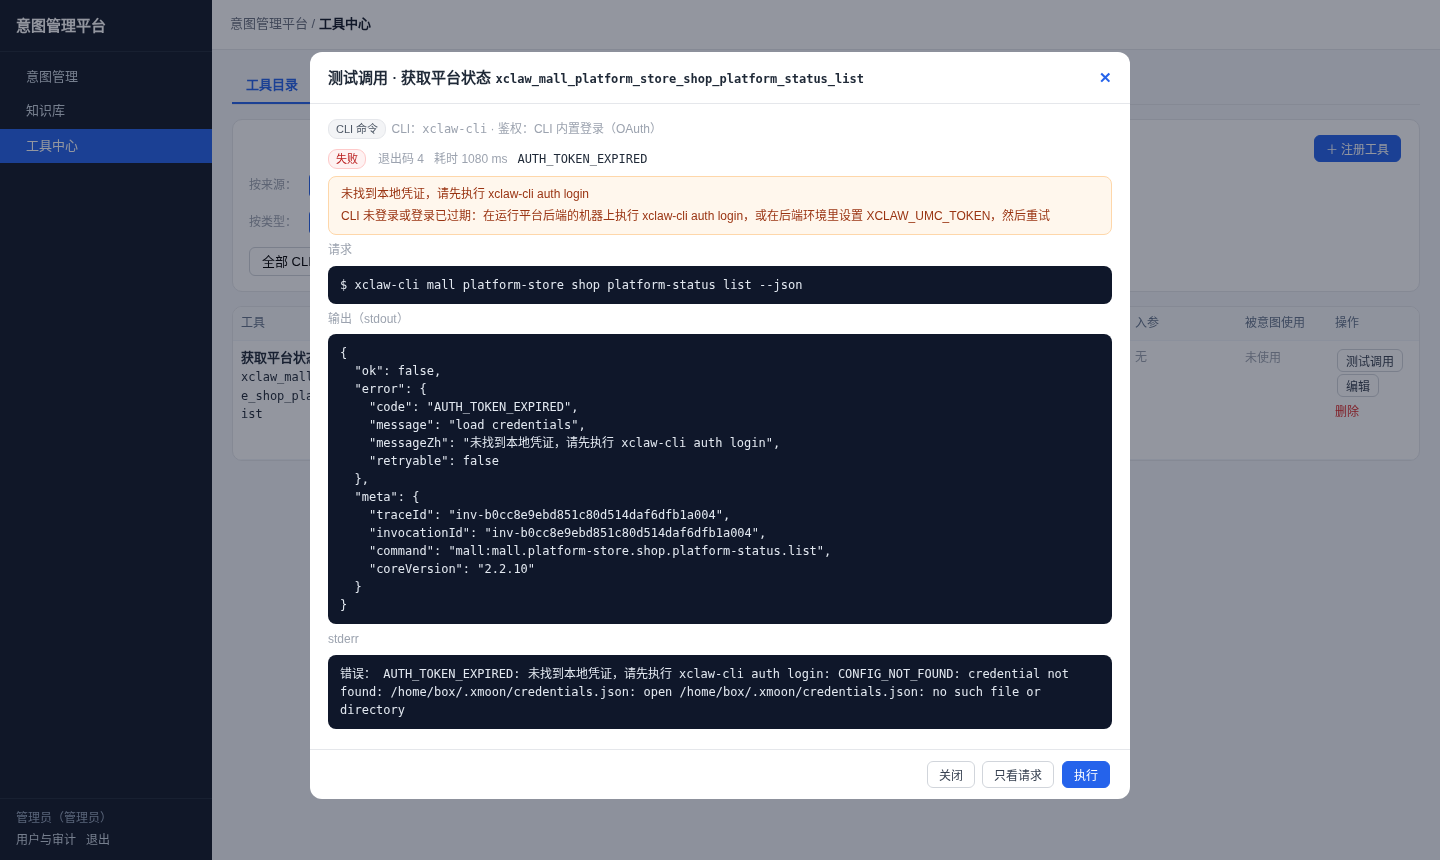 意图管理平台
意图管理
知识库
工具中心
管理员（管理员）
用户与审计 退出
意图管理平台 / 工具中心
工具目录
＋ 注册工具
按来源：
按类型：
全部 CLI
工具
入参
被意图使用
操作
获取平台状态
xclaw_mall
e_shop_pla
ist
无
未使用
测试调用
编辑
删除
测试调用 · 获取平台状态 xclaw_mall_platform_store_shop_platform_status_list
✕
CLI 命令 CLI：xclaw-cli · 鉴权：CLI 内置登录（OAuth）
失败 退出码 4 耗时 1080 ms AUTH_TOKEN_EXPIRED
未找到本地凭证，请先执行 xclaw-cli auth login
CLI 未登录或登录已过期：在运行平台后端的机器上执行 xclaw-cli auth login，或在后端环境里设置 XCLAW_UMC_TOKEN，然后重试
请求
$ xclaw-cli mall platform-store shop platform-status list --json
输出（stdout）
{
"ok": false,
"error": {
"code": "AUTH_TOKEN_EXPIRED",
"message": "load credentials",
"messageZh": "未找到本地凭证，请先执行 xclaw-cli auth login",
"retryable": false
},
"meta": {
"traceId": "inv-b0cc8e9ebd851c80d514daf6dfb1a004",
"invocationId": "inv-b0cc8e9ebd851c80d514daf6dfb1a004",
"command": "mall:mall.platform-store.shop.platform-status.list",
"coreVersion": "2.2.10"
}
}
stderr
错误： AUTH_TOKEN_EXPIRED: 未找到本地凭证，请先执行 xclaw-cli auth login: CONFIG_NOT_FOUND: credential not
found: /home/box/.xmoon/credentials.json: open /home/box/.xmoon/credentials.json: no such file or
directory
关闭
只看请求
执行